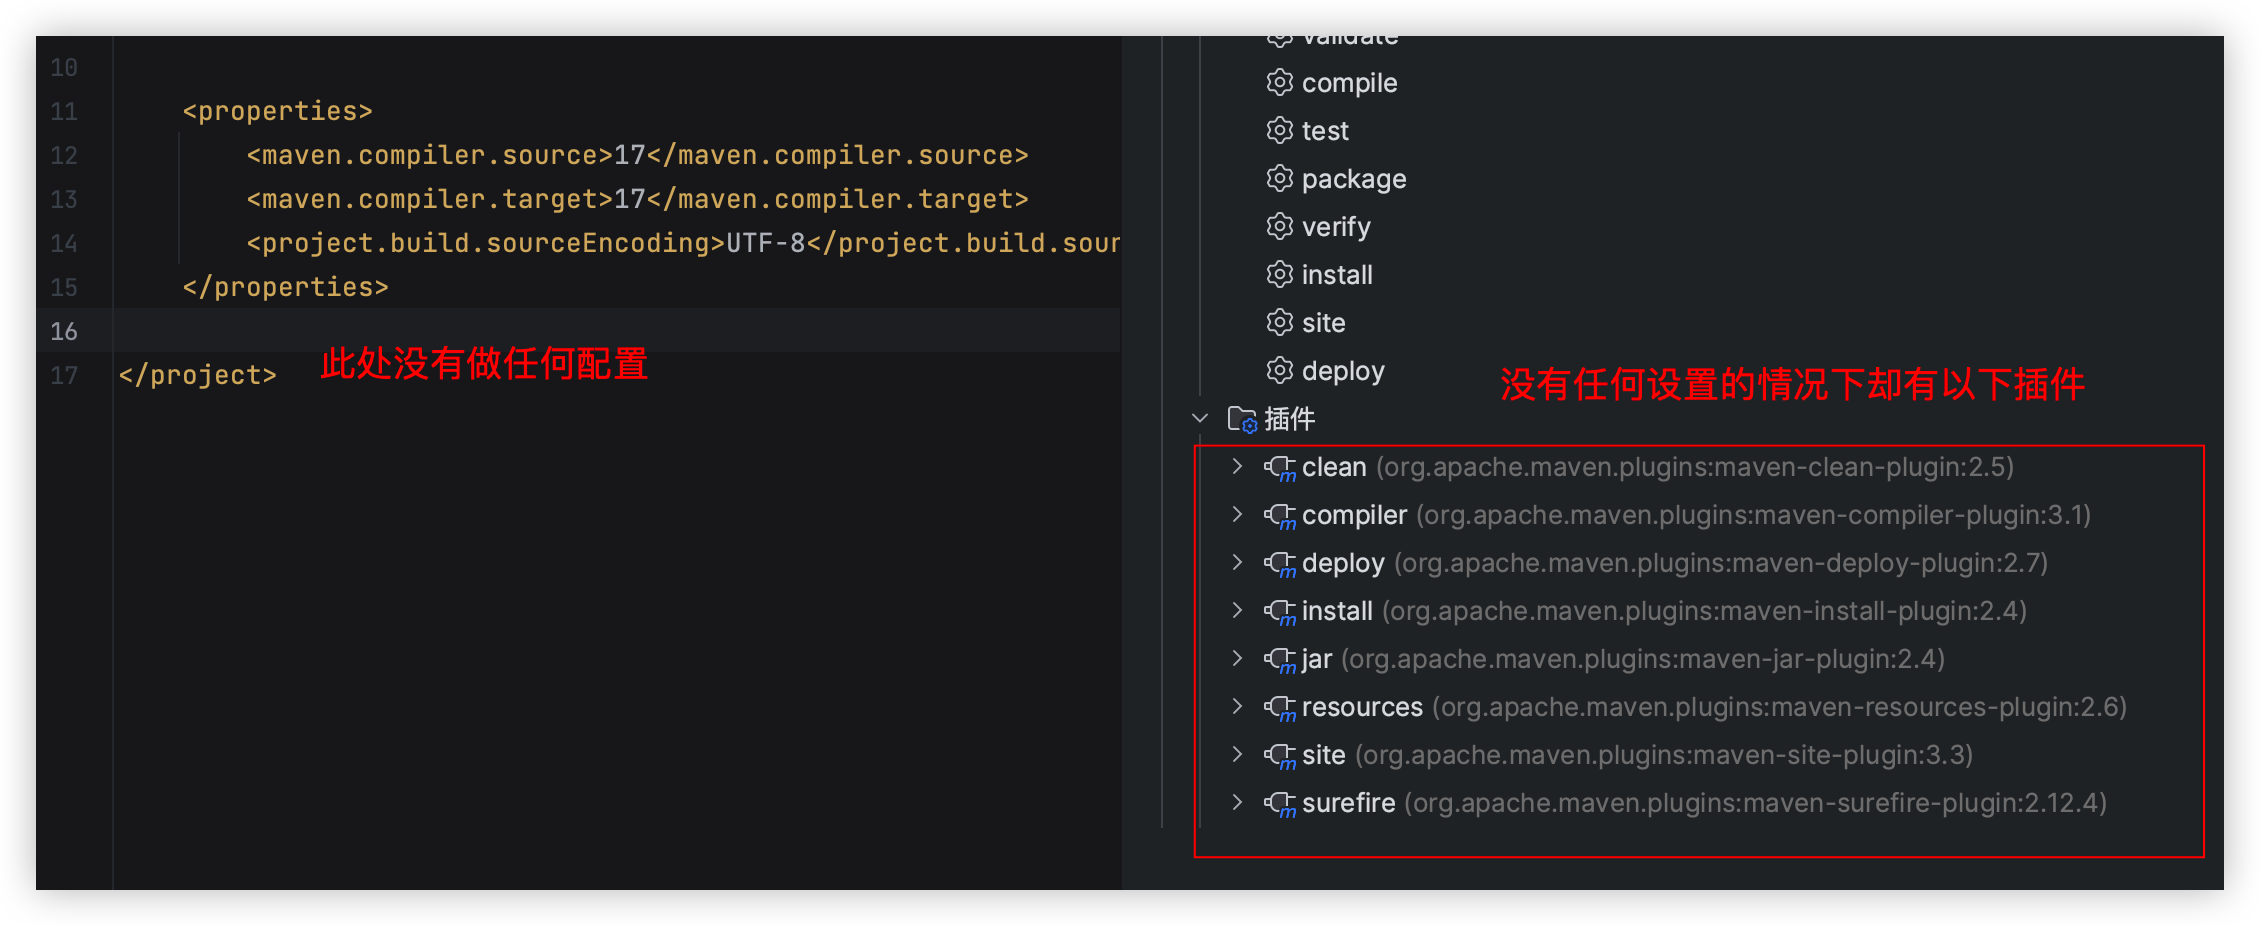 10
11 <properties>
12 <maven.compiler.source>17</maven.compiler.source>
13 <maven.compiler.target>17</maven.compiler.target>
14 <project.build.sourceEncoding>UTF-8</project.build.sour
15 </properties>
16
此处没有做任何配置
17 </project>
validate
compile
test
package
verify
install
site
deploy
没有任何设置的情况下却有以下插件
插件
clean (org.apache.maven.plugins:maven-clean-plugin:2.5)
compiler (org.apache.maven.plugins:maven-compiler-plugin:3.1)
deploy (org.apache.maven.plugins:maven-deploy-plugin:2.7)
install (org.apache.maven.plugins:maven-install-plugin:2.4)
jar (org.apache.maven.plugins:maven-jar-plugin:2.4)
resources (org.apache.maven.plugins:maven-resources-plugin:2.6)
site (org.apache.maven.plugins:maven-site-plugin:3.3)
surefire (org.apache.maven.plugins:maven-surefire-plugin:2.12.4)